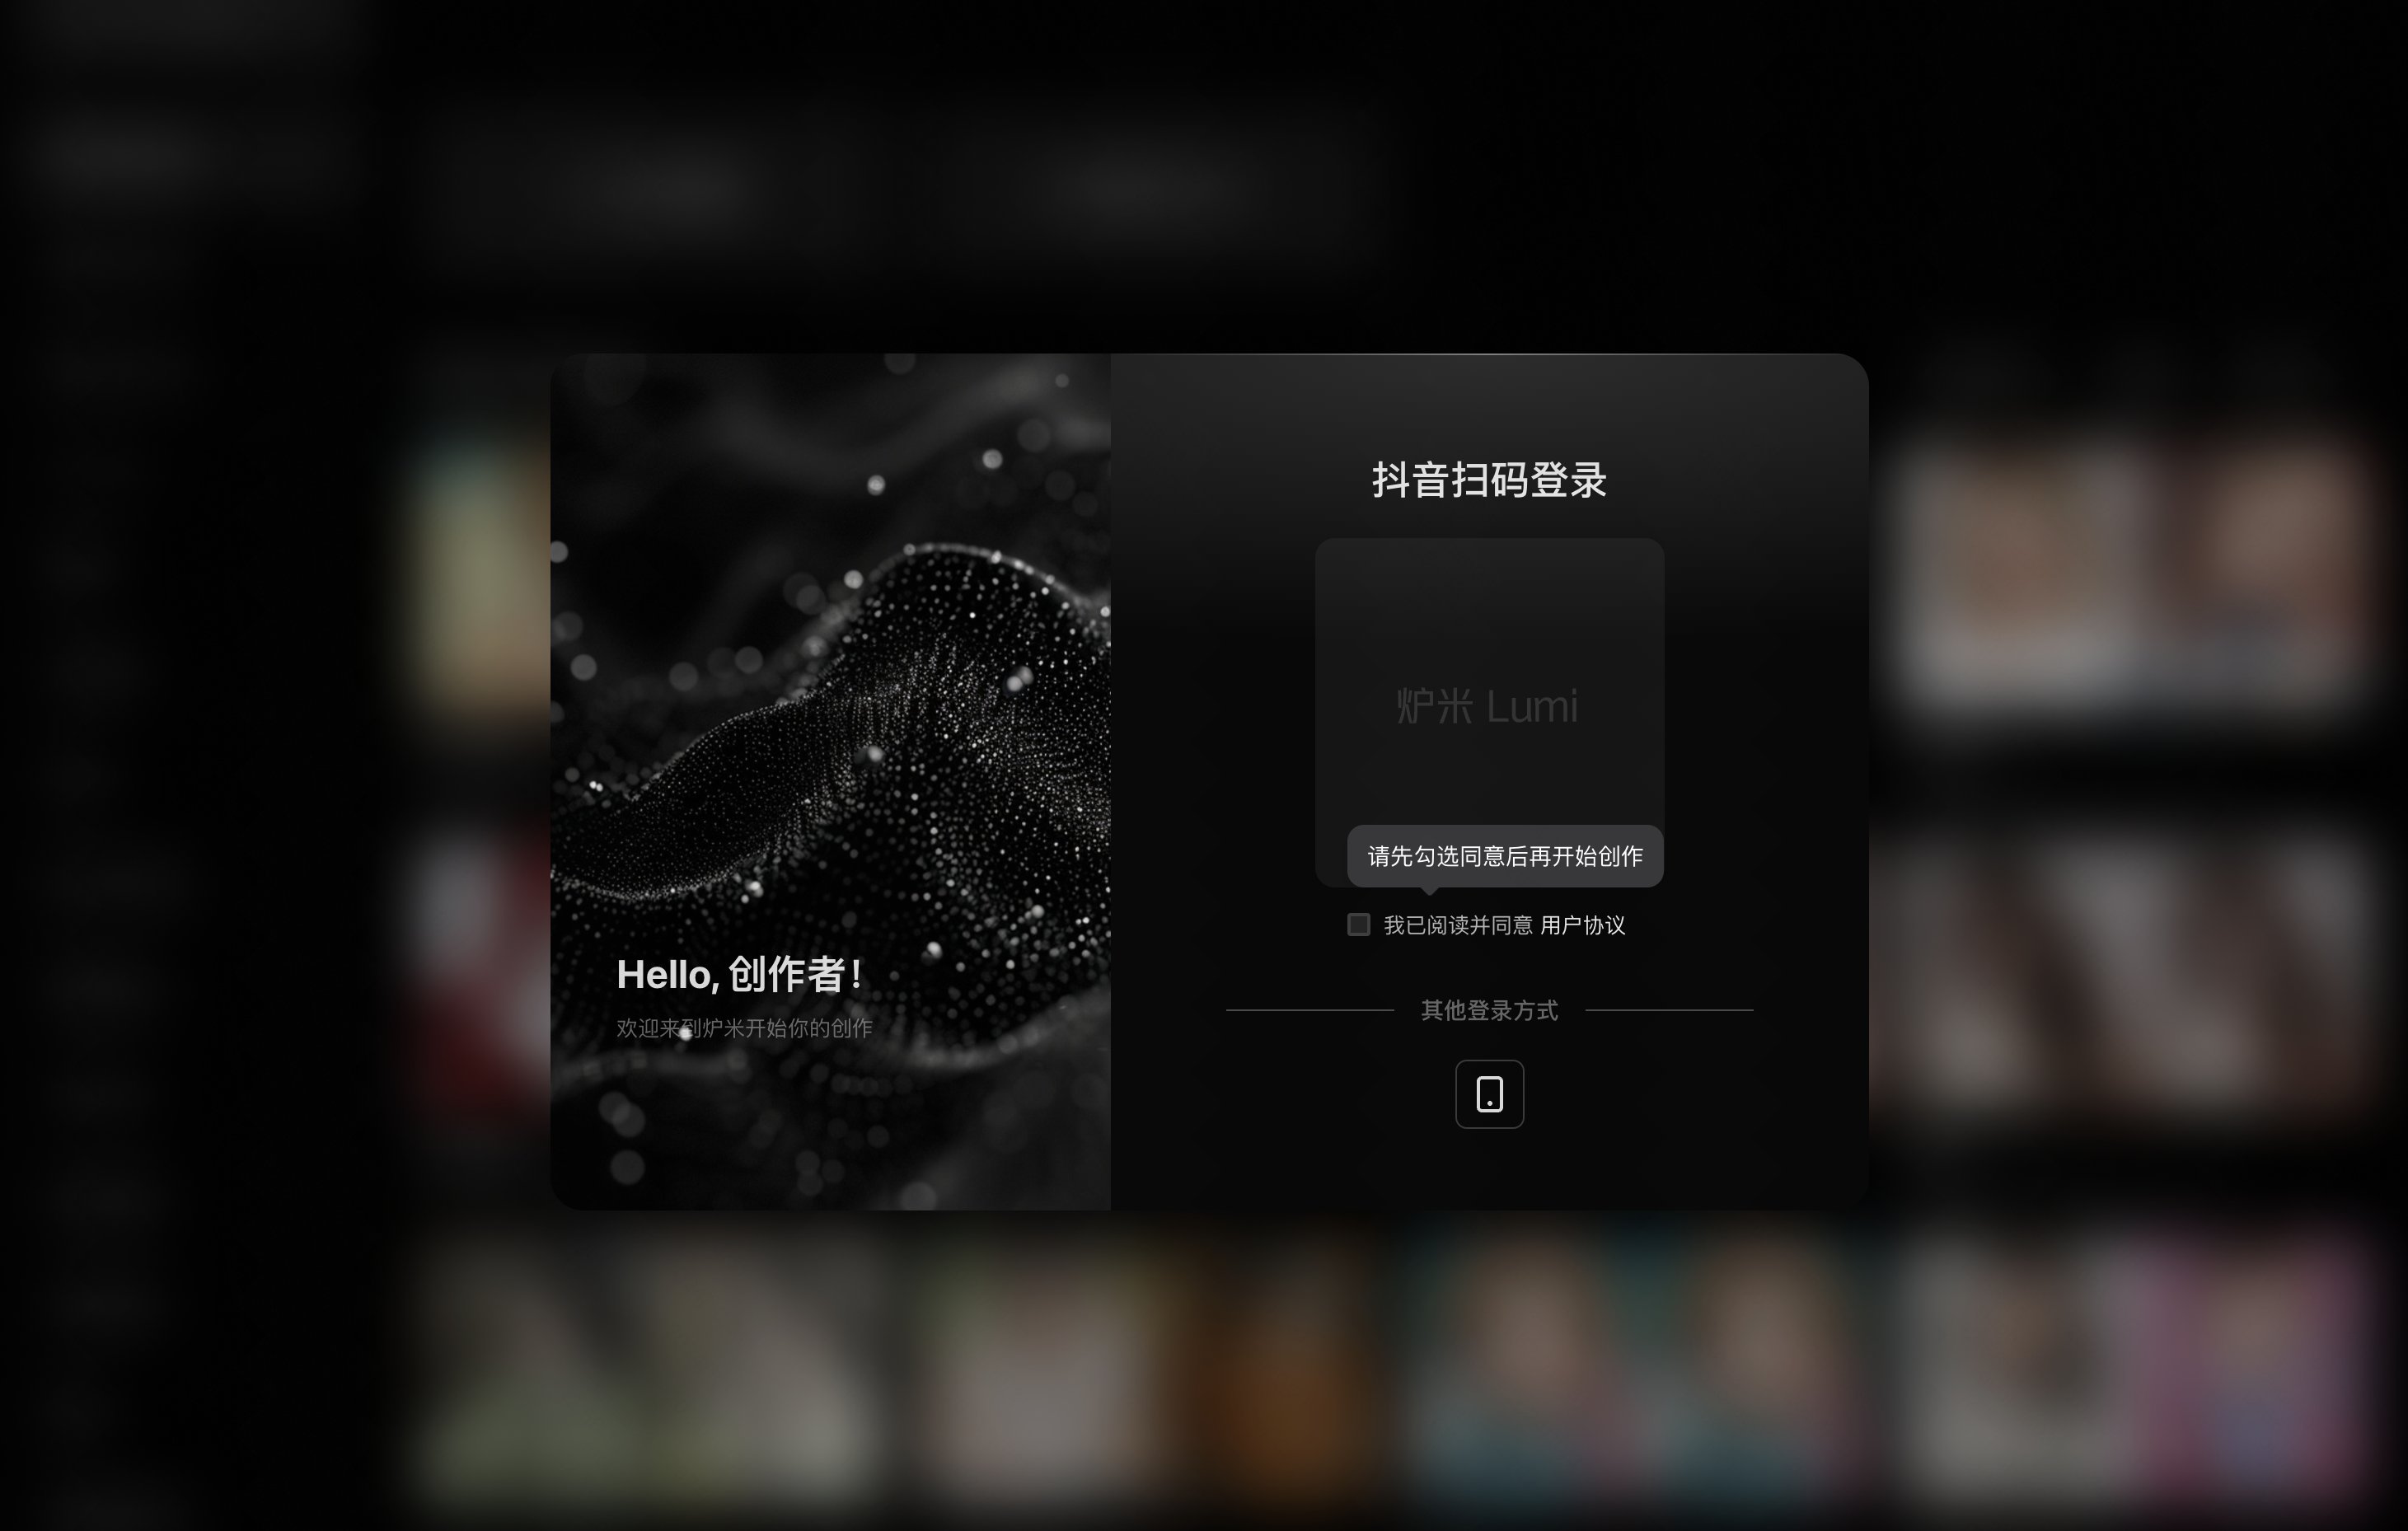 Hello, 创作者!
欢迎来到炉米开始你的创作
抖音扫码登录
炉米 Lumi
请先勾选同意后再开始创作
我已阅读并同意 用户协议
其他登录方式